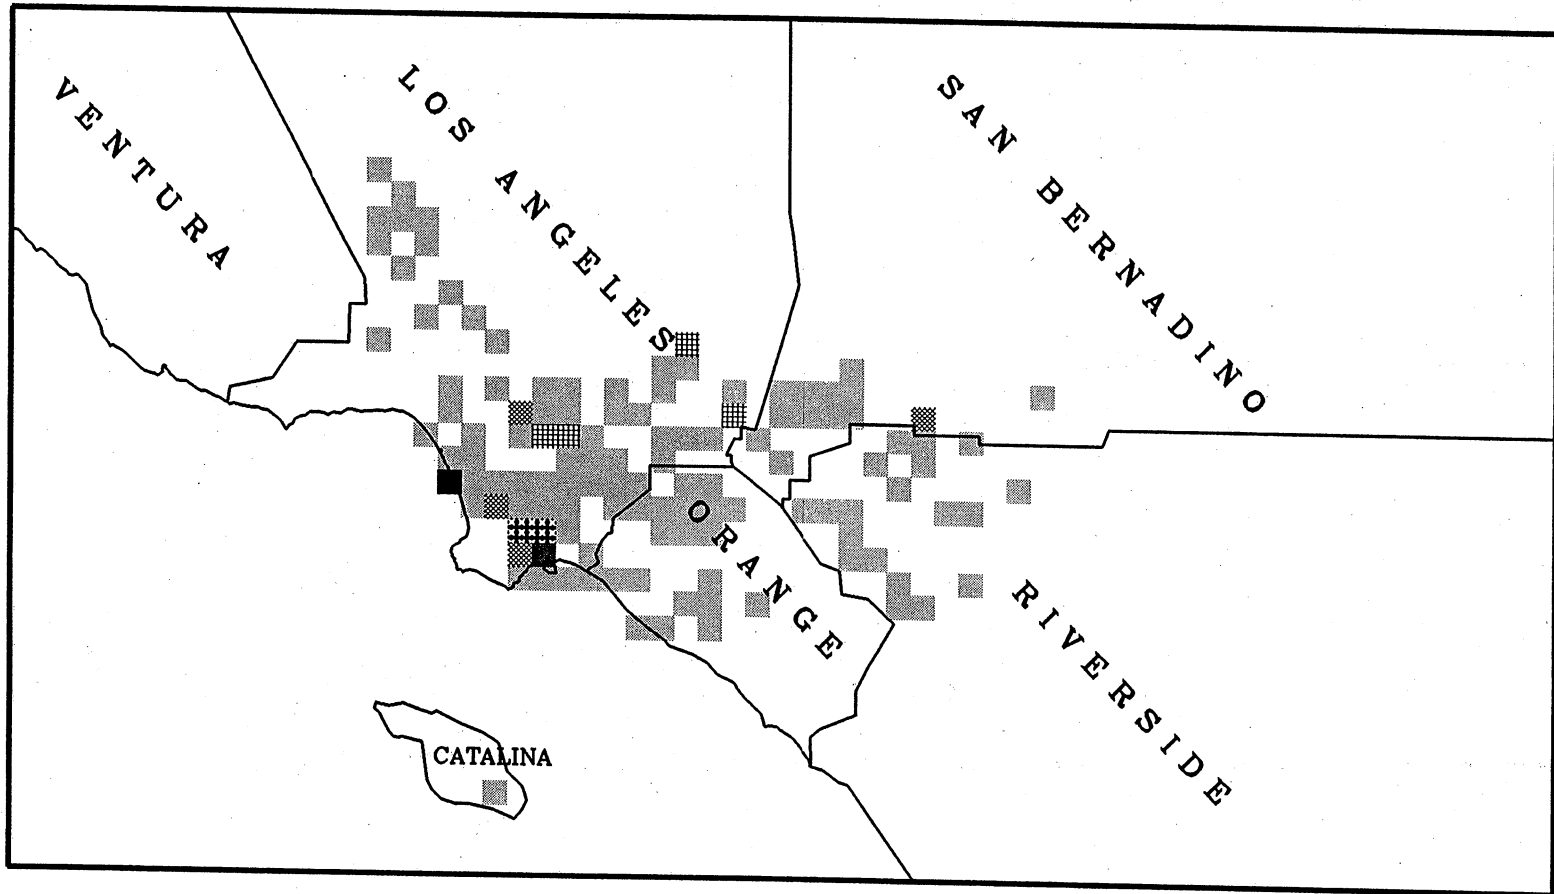 VENTURA
LOS ANGELES
SAN BERNADINO
ORANGE
RIVERSIDE
CATALINA